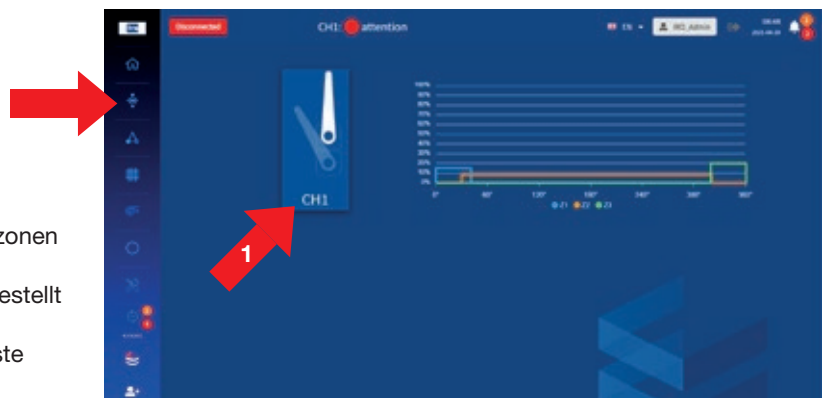 Disconnected
CH1: attention
EN
IRO_Admin
zonen
estellt
ste
CH1
1
100%
90%
80%
70%
60%
50%
40%
30%
20%
10%
0%
0° 60° 120° 180° 240° 300° 360°
Z1 Z2 Z3